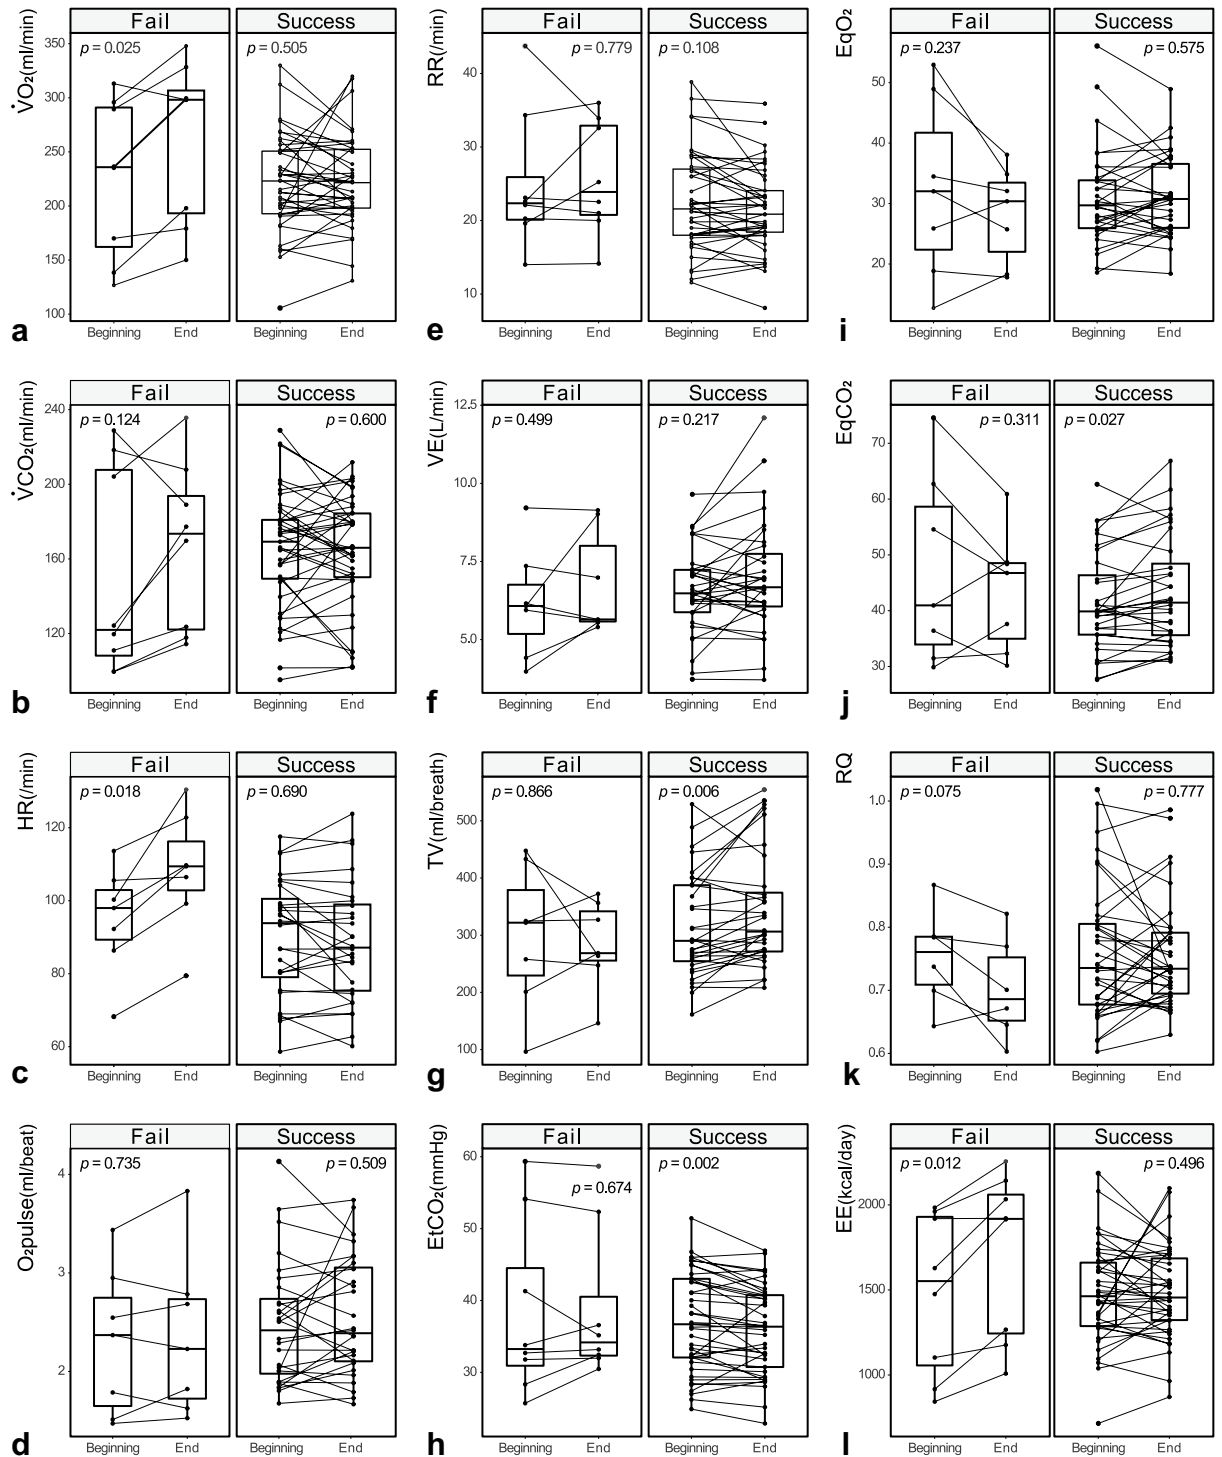 Fail Success
V̇O₂(ml/min)
p = 0.025 p = 0.505
350
300
250
200
150
100
Beginning End Beginning End
a
Fail Success
RR(/min)
p = 0.779 p = 0.108
40
30
20
10
Beginning End Beginning End
e
Fail Success
EqO₂
p = 0.237 p = 0.575
50
40
30
20
Beginning End Beginning End
i
Fail Success
V̇CO₂(ml/min)
p = 0.124 p = 0.600
240
200
160
120
Beginning End Beginning End
b
Fail Success
VE(L/min)
p = 0.499 p = 0.217
12.5
10.0
7.5
5.0
Beginning End Beginning End
f
Fail Success
EqCO₂
p = 0.311 p = 0.027
70
60
50
40
30
Beginning End Beginning End
j
Fail Success
HR(/min)
p = 0.018 p = 0.690
120
100
80
60
Beginning End Beginning End
c
Fail Success
TV(ml/breath)
p = 0.866 p = 0.006
500
400
300
200
100
Beginning End Beginning End
g
Fail Success
RQ
p = 0.075 p = 0.777
1.0
0.9
0.8
0.7
0.6
Beginning End Beginning End
k
Fail Success
O₂pulse(ml/beat)
p = 0.735 p = 0.509
4
3
2
Beginning End Beginning End
d
Fail Success
EtCO₂(mmHg)
p = 0.674 p = 0.002
60
50
40
30
Beginning End Beginning End
h
Fail Success
EE(kcal/day)
p = 0.012 p = 0.496
2000
1500
1000
Beginning End Beginning End
l